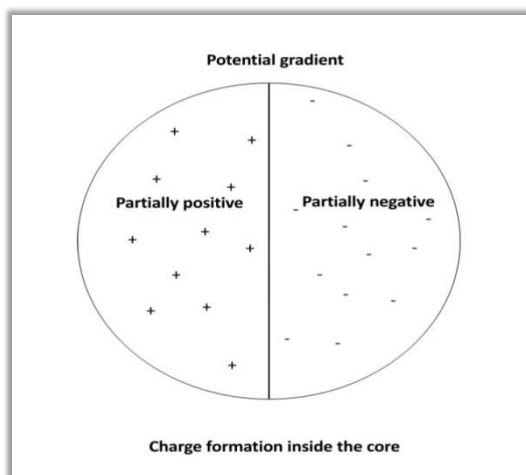 Potential gradient
Partially positive
Partially negative
Charge formation inside the core